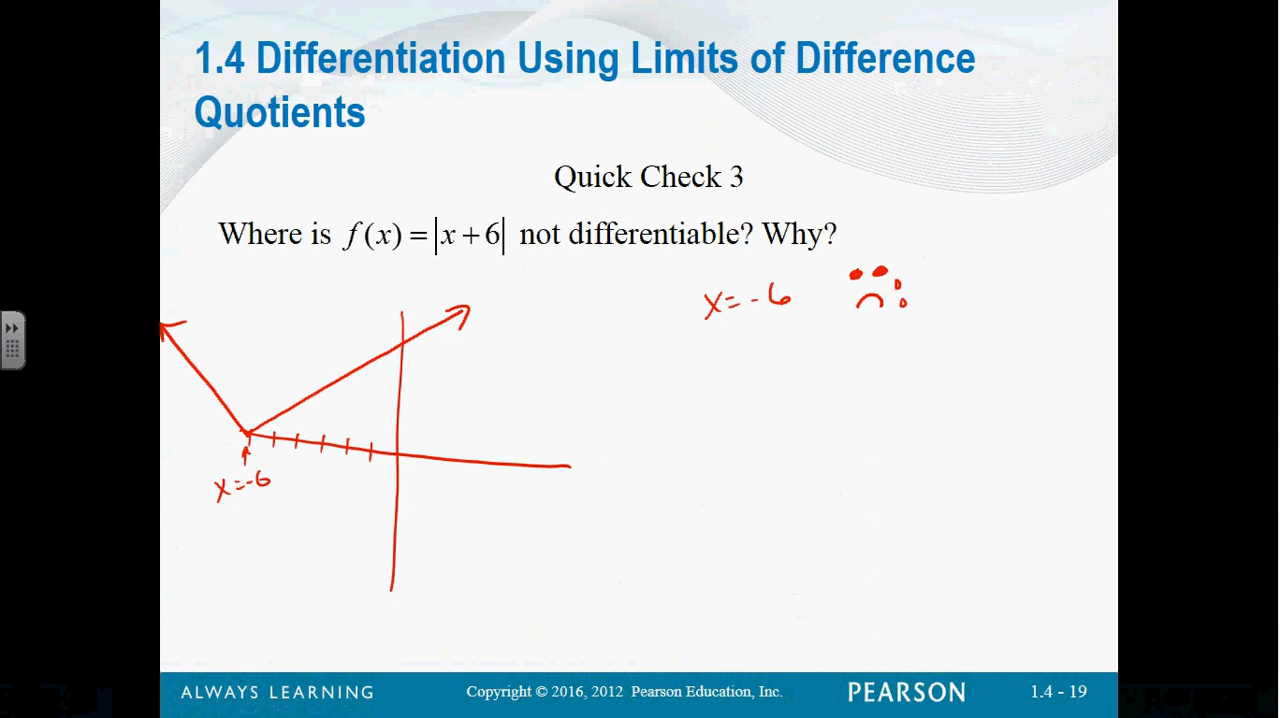 1.4 Differentiation Using Limits of Difference
Quotients
Quick Check 3
Where is f(x) = |x + 6| not differentiable? Why?
x = -6
x = -6
ALWAYS LEARNING
Copyright © 2016, 2012 Pearson Education, Inc.
PEARSON
1.4 - 19